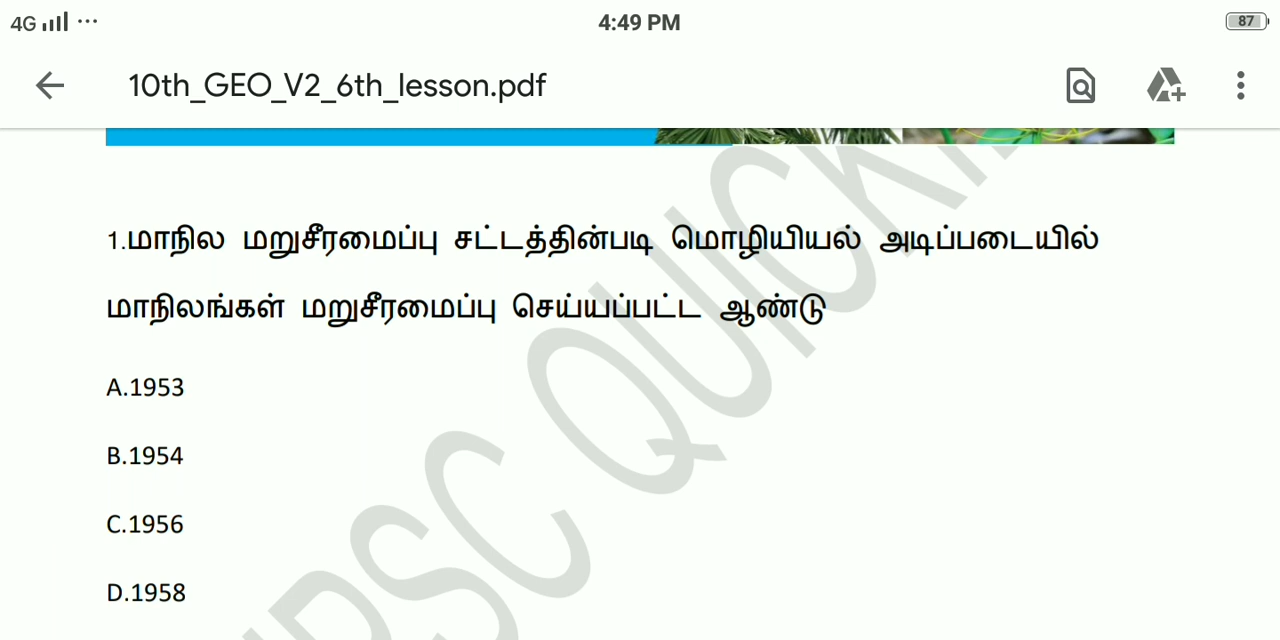 4G ... 4:49 PM 87
10th_GEO_V2_6th_lesson.pdf
1.மாநில மறுசீரமைப்பு சட்டத்தின்படி மொழியியல் அடிப்படையில்
மாநிலங்கள் மறுசீரமைப்பு செய்யப்பட்ட ஆண்டு
A.1953
B.1954
C.1956
D.1958